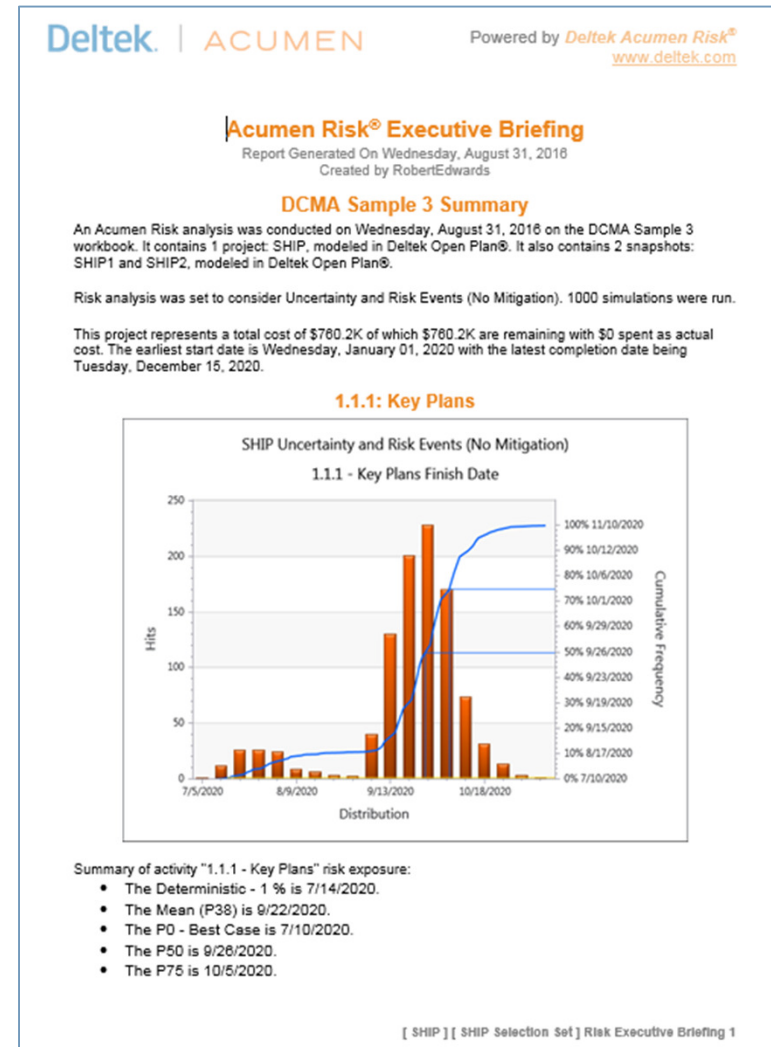 Deltek. | ACUMEN
Powered by Deltek Acumen Risk®
www.deltek.com
Acumen Risk® Executive Briefing
Report Generated On Wednesday, August 31, 2016
Created by RobertEdwards
DCMA Sample 3 Summary
An Acumen Risk analysis was conducted on Wednesday, August 31, 2016 on the DCMA Sample 3
workbook. It contains 1 project: SHIP, modeled in Deltek Open Plan®. It also contains 2 snapshots:
SHIP1 and SHIP2, modeled in Deltek Open Plan®.
Risk analysis was set to consider Uncertainty and Risk Events (No Mitigation). 1000 simulations were run.
This project represents a total cost of $760.2K of which $760.2K are remaining with $0 spent as actual
cost. The earliest start date is Wednesday, January 01, 2020 with the latest completion date being
Tuesday, December 15, 2020.
1.1.1: Key Plans
SHIP Uncertainty and Risk Events (No Mitigation)
1.1.1 - Key Plans Finish Date
250
200
150
100
50
0
Hits
7/5/2020
8/9/2020
9/13/2020
10/18/2020
Distribution
100% 11/10/2020
90% 10/12/2020
80% 10/6/2020
70% 10/1/2020
60% 9/29/2020
50% 9/26/2020
40% 9/23/2020
30% 9/19/2020
20% 9/15/2020
10% 8/17/2020
0% 7/10/2020
Cumulative Frequency
Summary of activity "1.1.1 - Key Plans" risk exposure:
• The Deterministic - 1 % is 7/14/2020.
• The Mean (P38) is 9/22/2020.
• The P0 - Best Case is 7/10/2020.
• The P50 is 9/26/2020.
• The P75 is 10/5/2020.
[ SHIP ] [ SHIP Selection Set ] Risk Executive Briefing 1